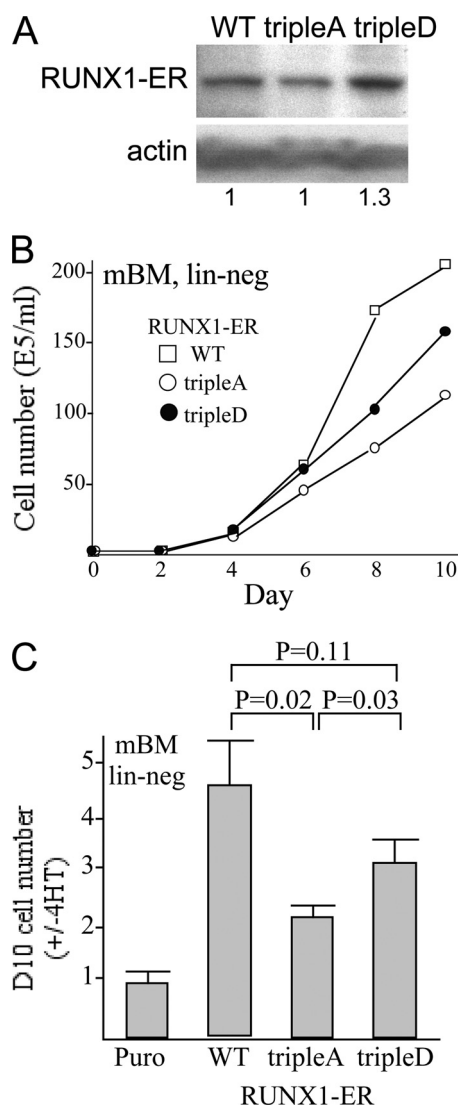 A
WT tripleA tripleD
RUNX1-ER
actin
1 1 1.3
B
mBM, lin-neg
RUNX1-ER
WT
tripleA
tripleD
Cell number (E5/ml)
200
150
100
50
0 2 4 6 8 10
Day
C
P=0.11
P=0.02 P=0.03
mBM
lin-neg
D10 cell number
(+/-4HT)
5
4
3
2
1
Puro WT tripleA tripleD
RUNX1-ER